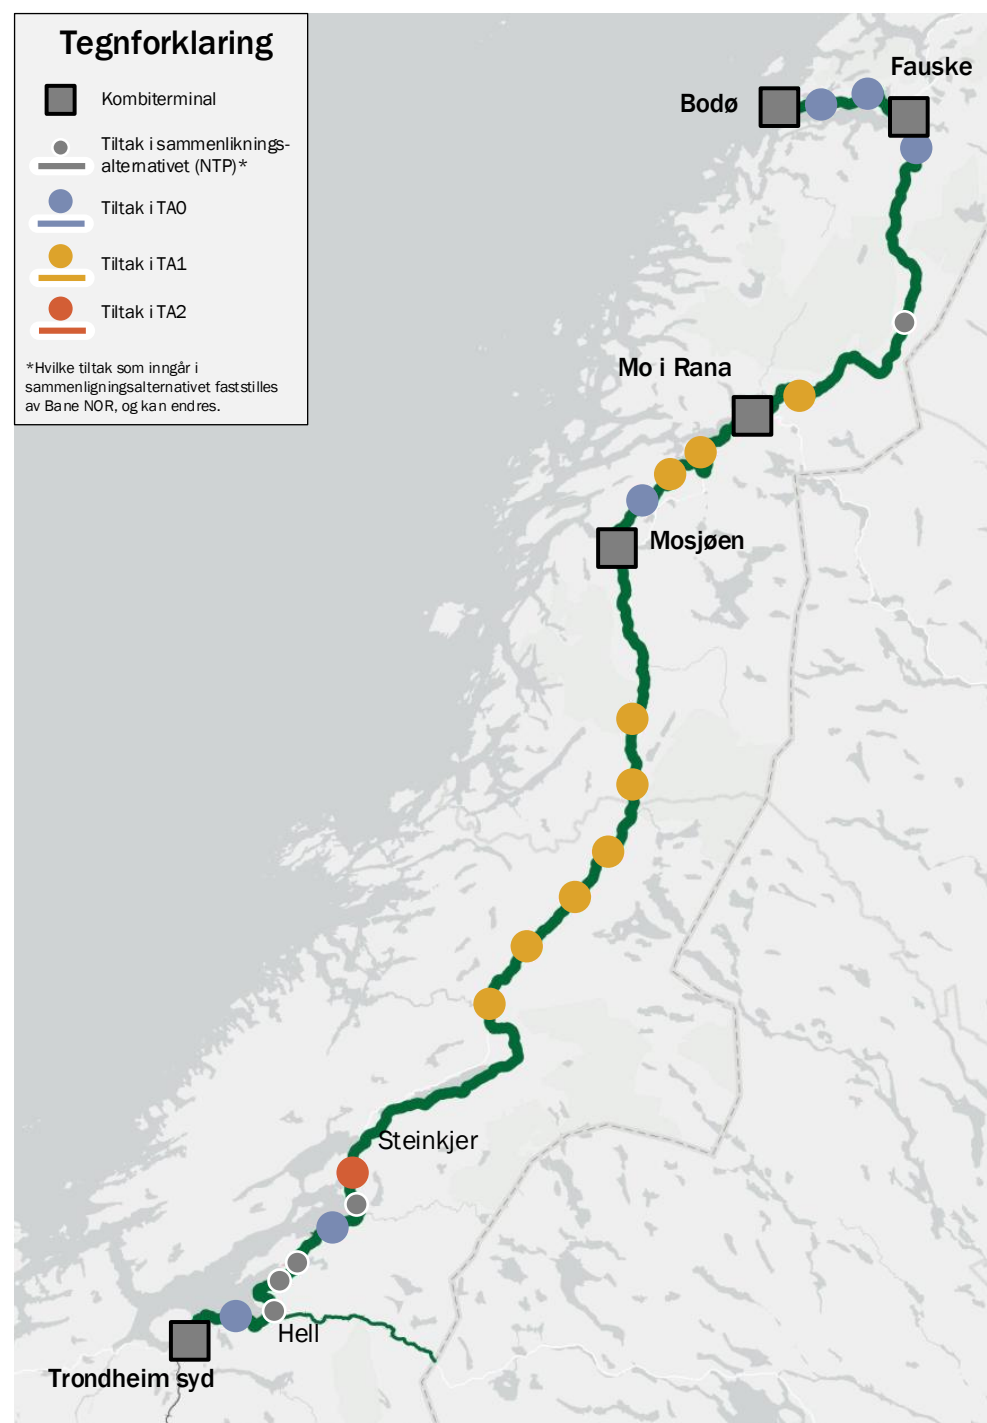 Tegnforklaring
Kombiterminal
Tiltak i sammenliknings-
alternativet (NTP)*
Tiltak i TA0
Tiltak i TA1
Tiltak i TA2
*Hvilke tiltak som inngår i
sammenligningsalternativet faststilles
av Bane NOR, og kan endres.
Fauske
Bodø
Mo i Rana
Mosjøen
Steinkjer
Hell
Trondheim syd